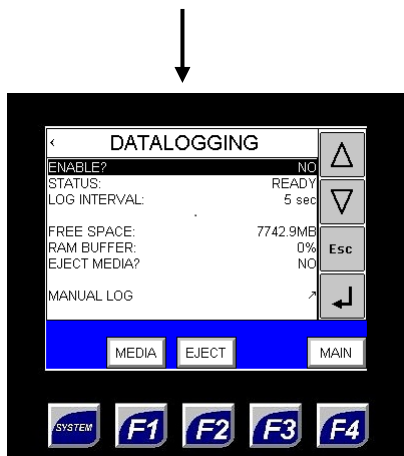 ‹ DATALOGGING
ENABLE? NO
STATUS: READY
LOG INTERVAL: 5 sec
FREE SPACE: 7742.9MB
RAM BUFFER: 0%
EJECT MEDIA? NO
MANUAL LOG ↗
Esc
MEDIA EJECT MAIN
SYSTEM F1 F2 F3 F4